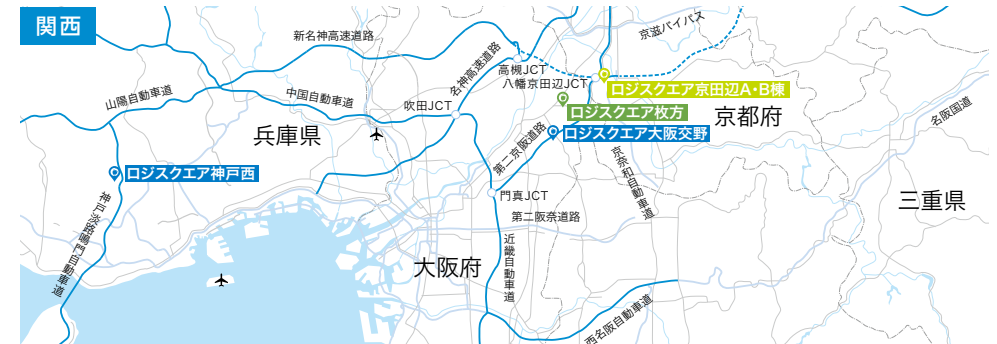 関西
新名神高速道路
京滋バイパス
名神高速道路
高槻JCT
八幡京田辺JCT
ロジスクエア京田辺A・B棟
山陽自動車道
中国自動車道
吹田JCT
ロジスクエア枚方
京都府
名阪国道
兵庫県
ロジスクエア大阪交野
第二京阪道路
京奈和自動車道
ロジスクエア神戸西
神戸淡路鳴門自動車道
門真JCT
三重県
第二阪奈道路
近畿自動車道
大阪府
西名阪自動車道